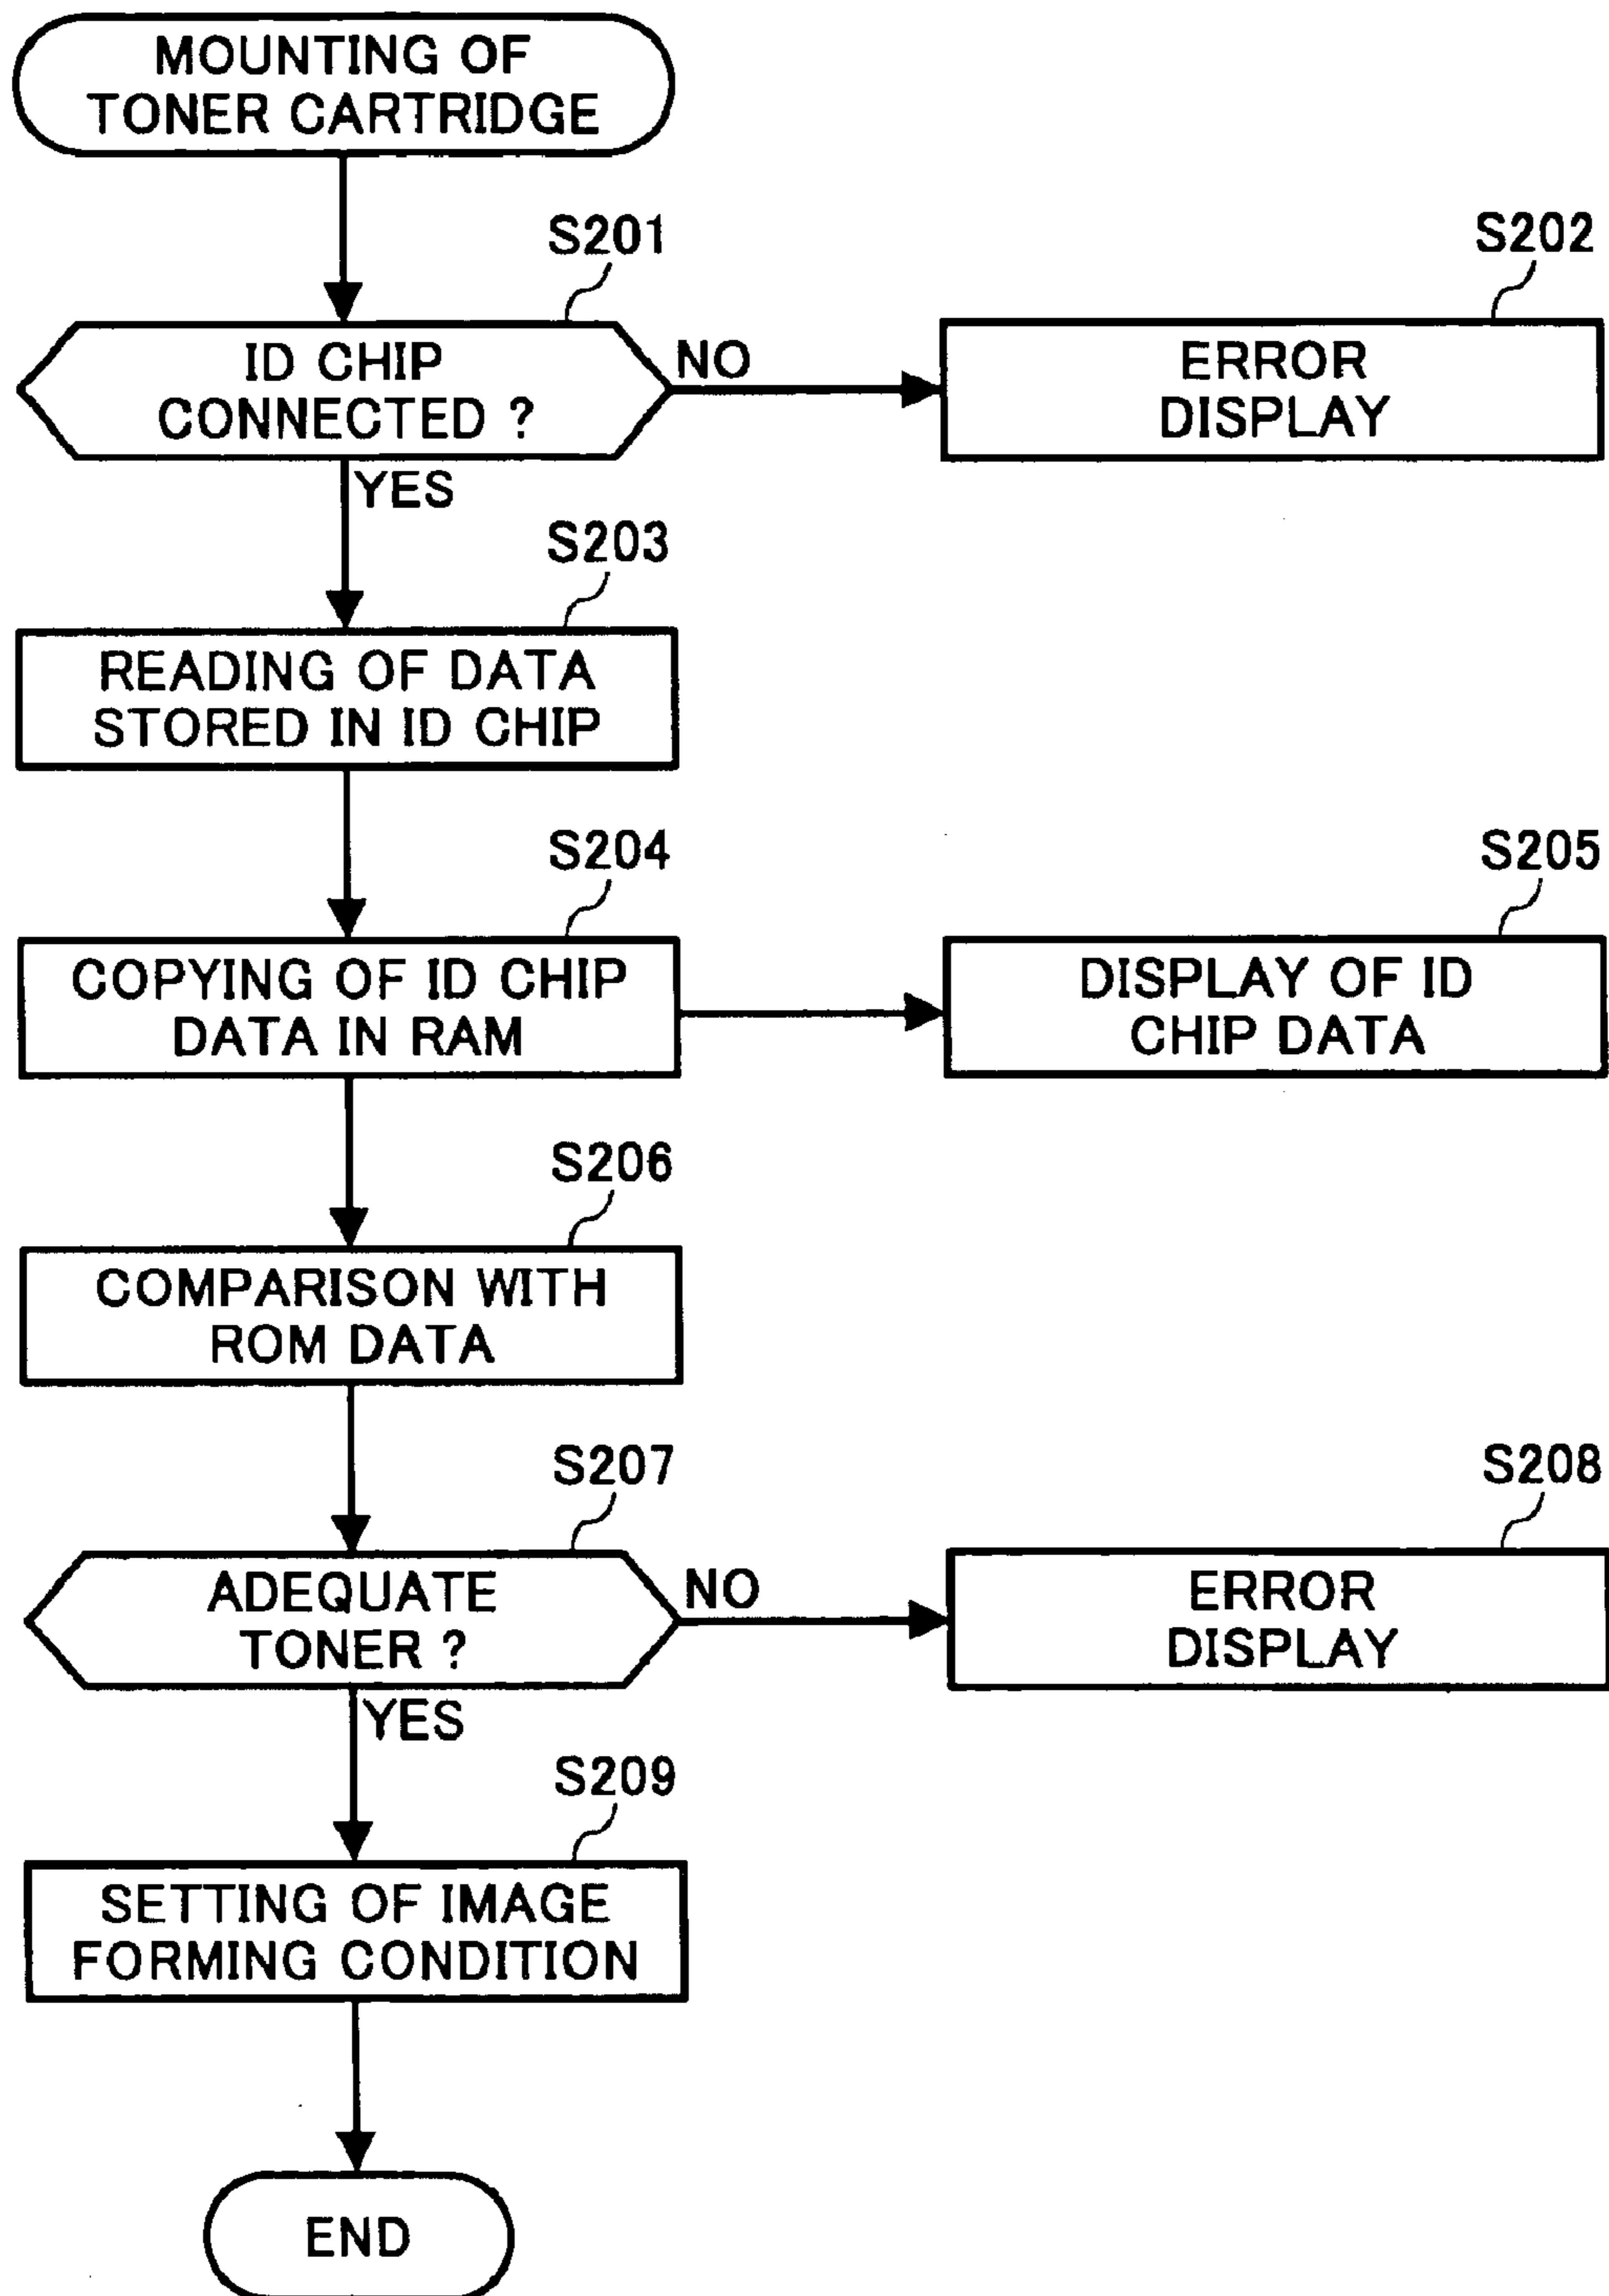 MOUNTING OF
TONER CARTRIDGE
S201
S202
ID CHIP
CONNECTED ?
NO
ERROR
DISPLAY
YES
S203
READING OF DATA
STORED IN ID CHIP
S204
S205
COPYING OF ID CHIP
DATA IN RAM
DISPLAY OF ID
CHIP DATA
S206
COMPARISON WITH
ROM DATA
S207
S208
ADEQUATE
TONER ?
NO
ERROR
DISPLAY
YES
S209
SETTING OF IMAGE
FORMING CONDITION
END